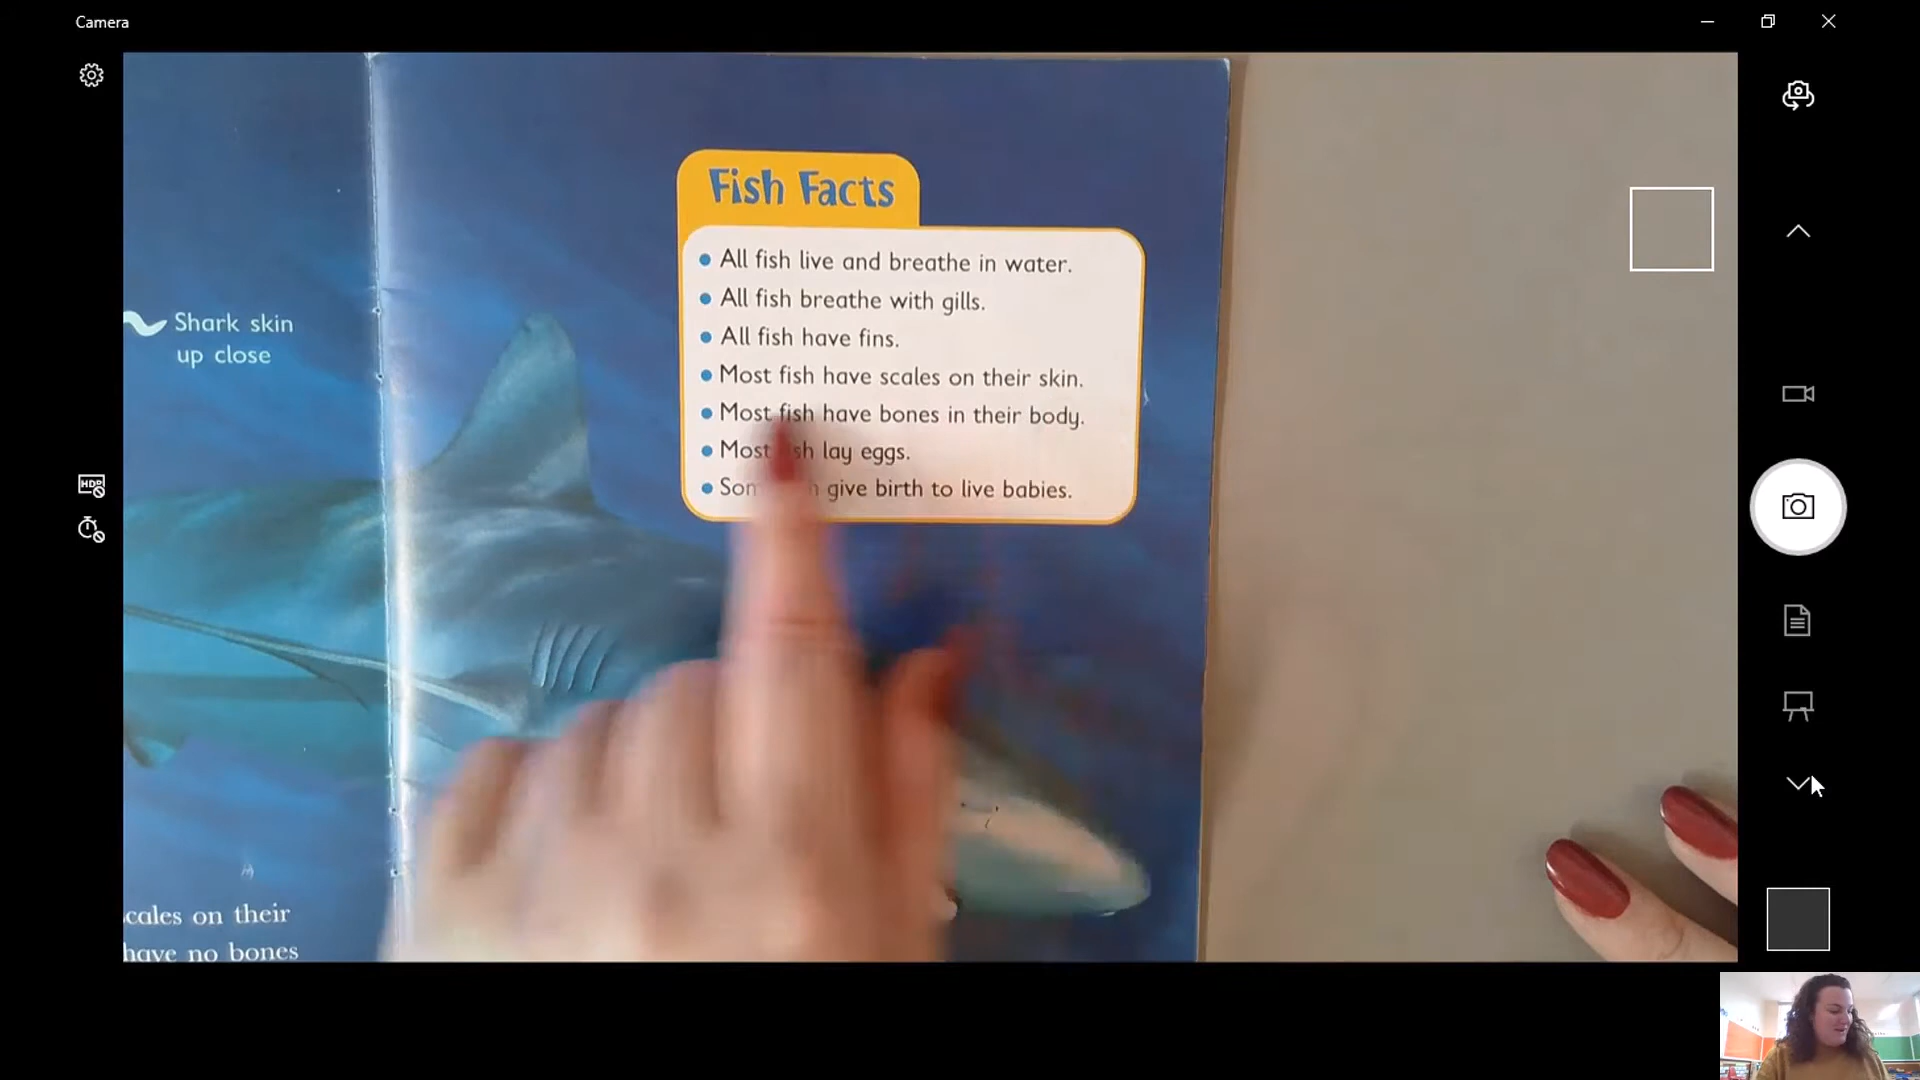 Camera
Fish Facts
All fish live and breathe in water.
All fish breathe with gills.
All fish have fins.
Most fish have scales on their skin.
Most fish have bones in their body.
Most fish lay eggs.
give birth to live babies.
Shark skin
up close
on their
have no bones
HDR